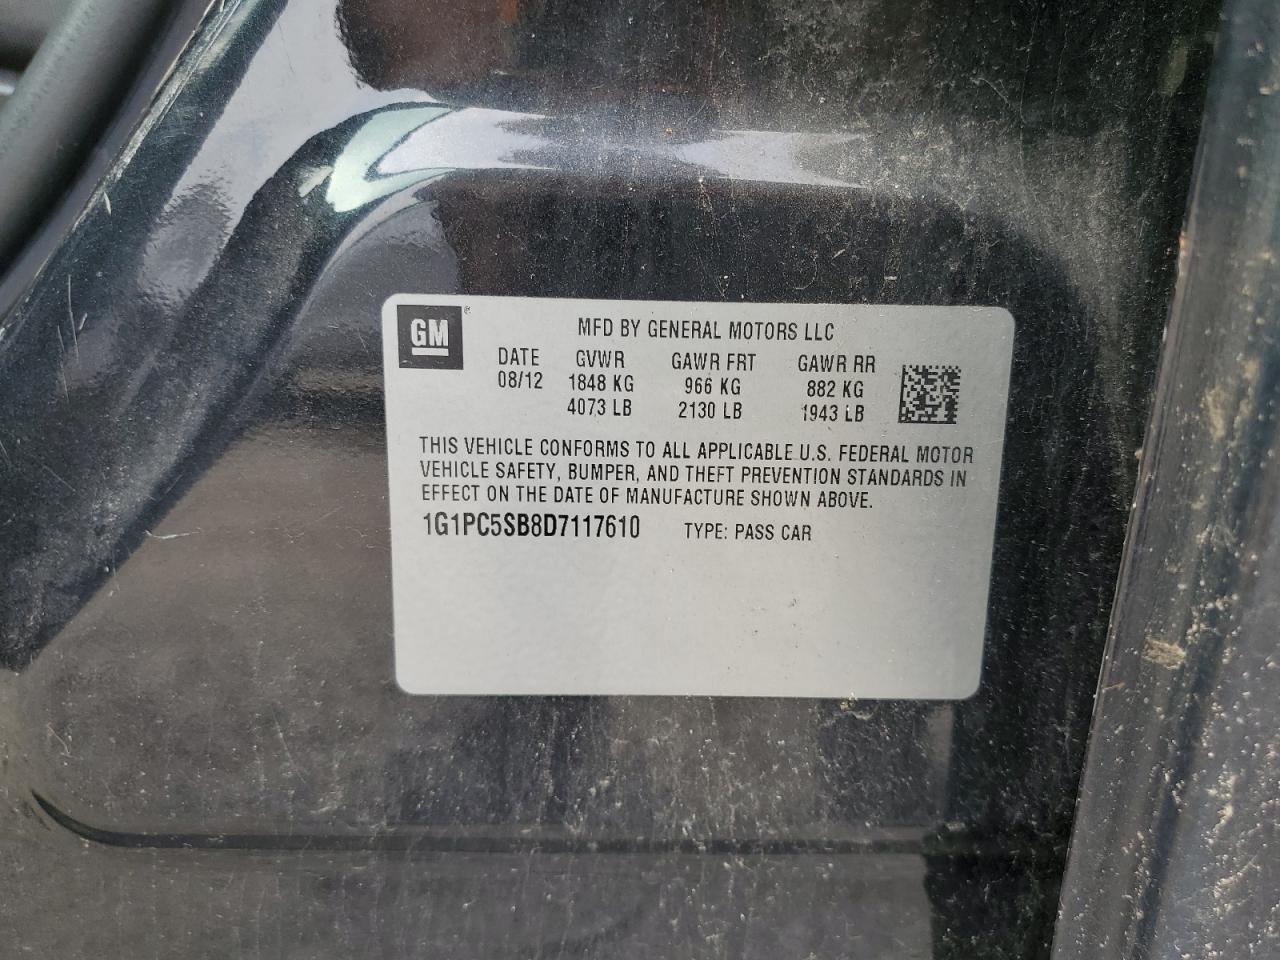 GM®
MFD BY GENERAL MOTORS LLC
DATE GVWR GAWR FRT GAWR RR
08/12 1848 KG 966 KG 882 KG
4073 LB 2130 LB 1943 LB
THIS VEHICLE CONFORMS TO ALL APPLICABLE U.S. FEDERAL MOTOR
VEHICLE SAFETY, BUMPER, AND THEFT PREVENTION STANDARDS IN
EFFECT ON THE DATE OF MANUFACTURE SHOWN ABOVE.
1G1PC5SB8D7117610 TYPE: PASS CAR